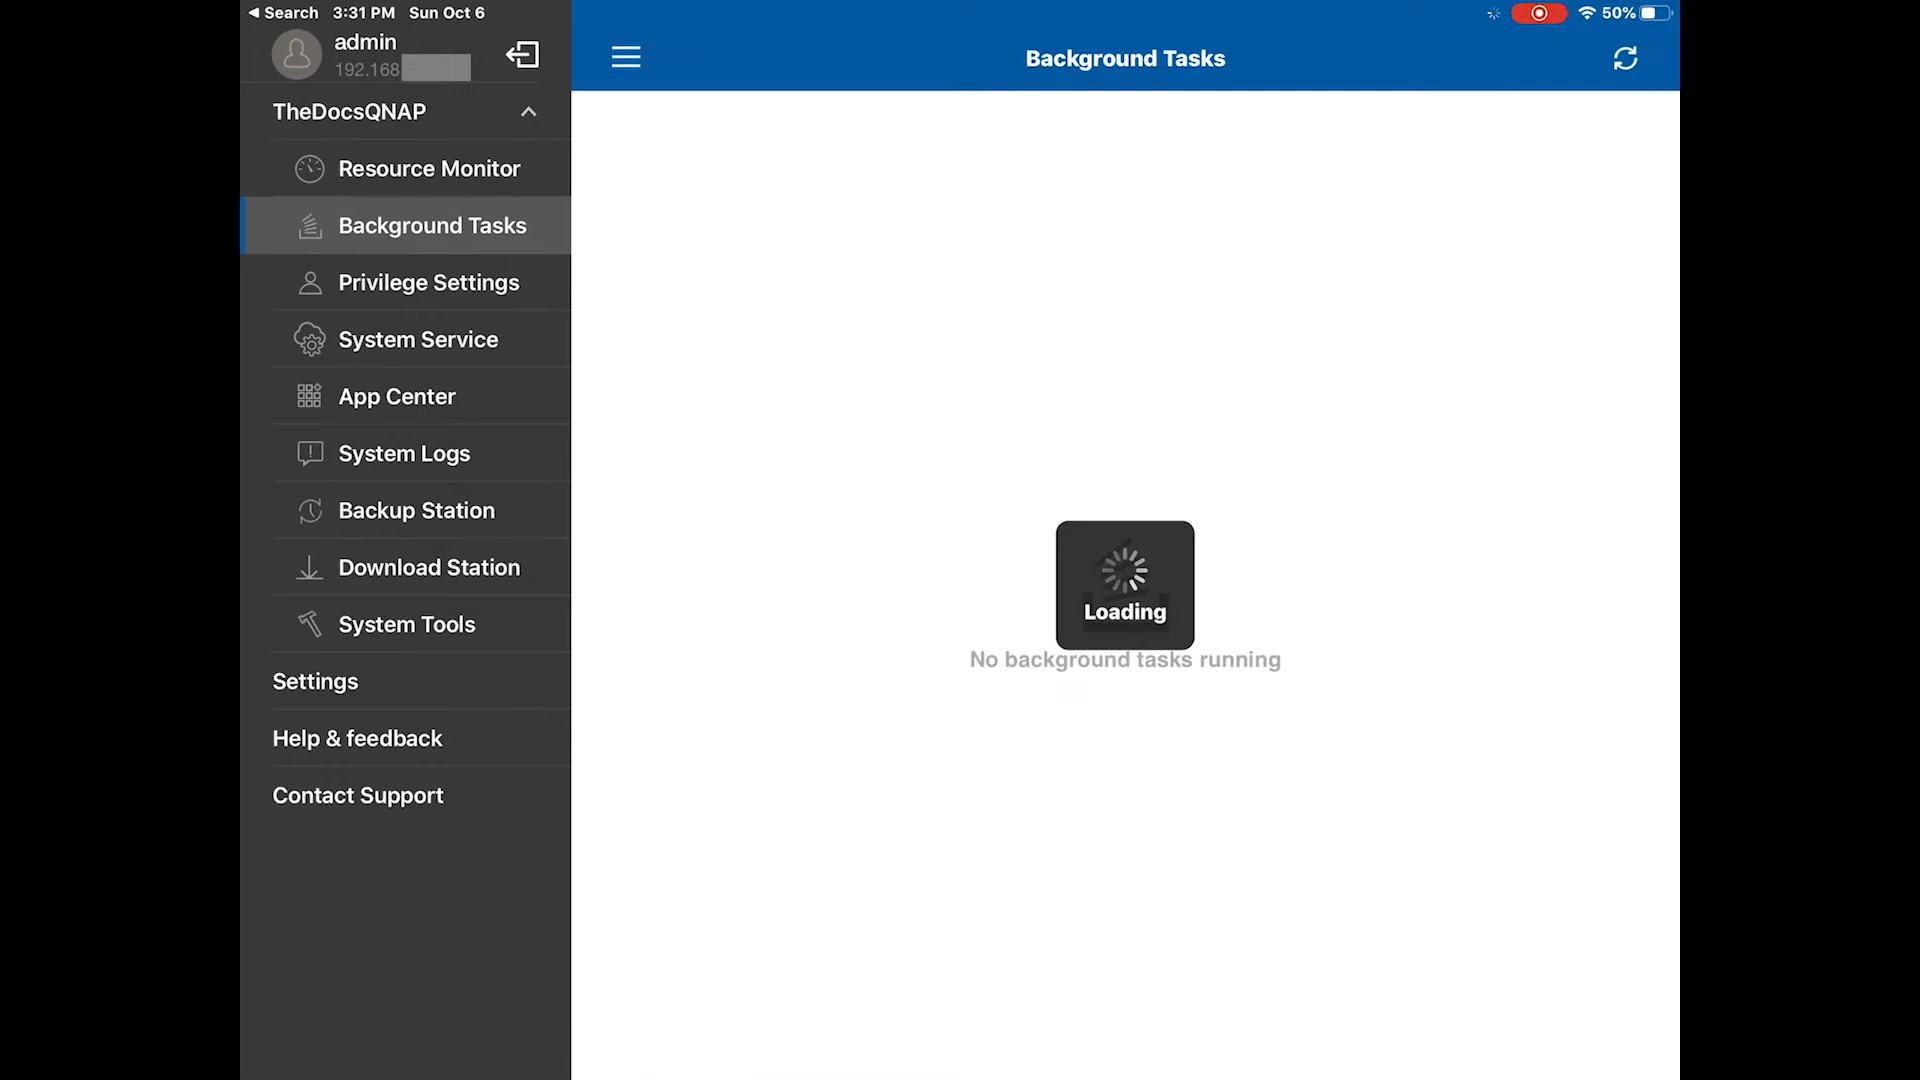 Search 3:31 PM Sun Oct 6
50%
admin
192.168
TheDocsQNAP
Resource Monitor
Background Tasks
Privilege Settings
System Service
App Center
System Logs
Backup Station
Download Station
System Tools
Settings
Help & feedback
Contact Support
Background Tasks
Loading
No background tasks running